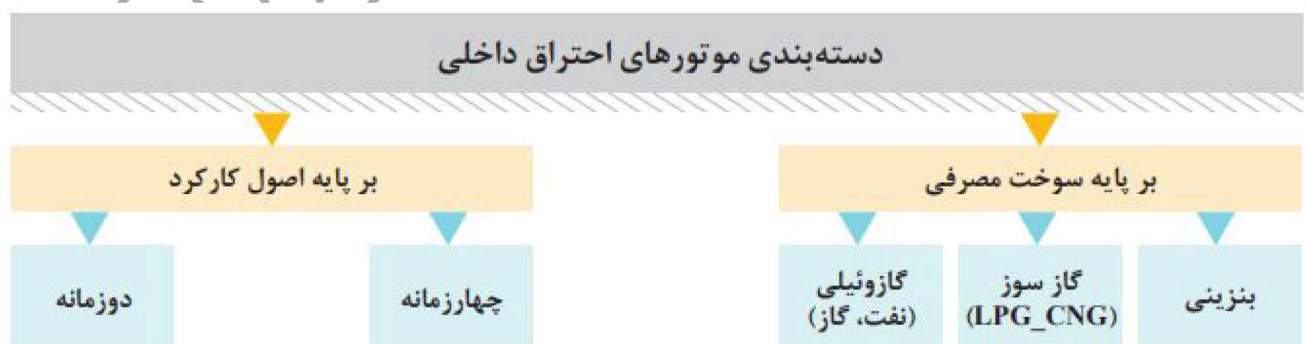 دسته‌بندی موتورهای احتراق داخلی
بر پایه سوخت مصرفی
بر پایه اصول کارکرد
بنزینی
گاز سوز
(LPG_CNG)
گازوئیلی
(نفت، گاز)
چهارزمانه
دوزمانه